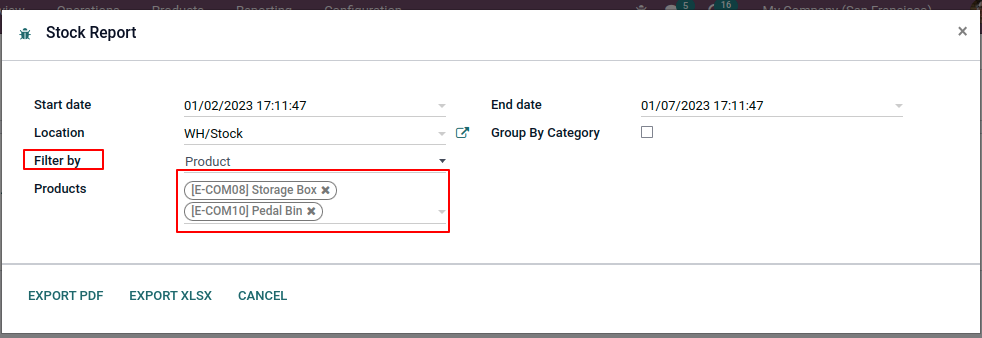 Operations Products Reporting Configuration 5 16 My Company (San Francisco)
Stock Report ×
Start date 01/02/2023 17:11:47 End date 01/07/2023 17:11:47
Location WH/Stock Group By Category
Filter by Product
Products [E-COM08] Storage Box ✖
[E-COM10] Pedal Bin ✖
EXPORT PDF EXPORT XLSX CANCEL